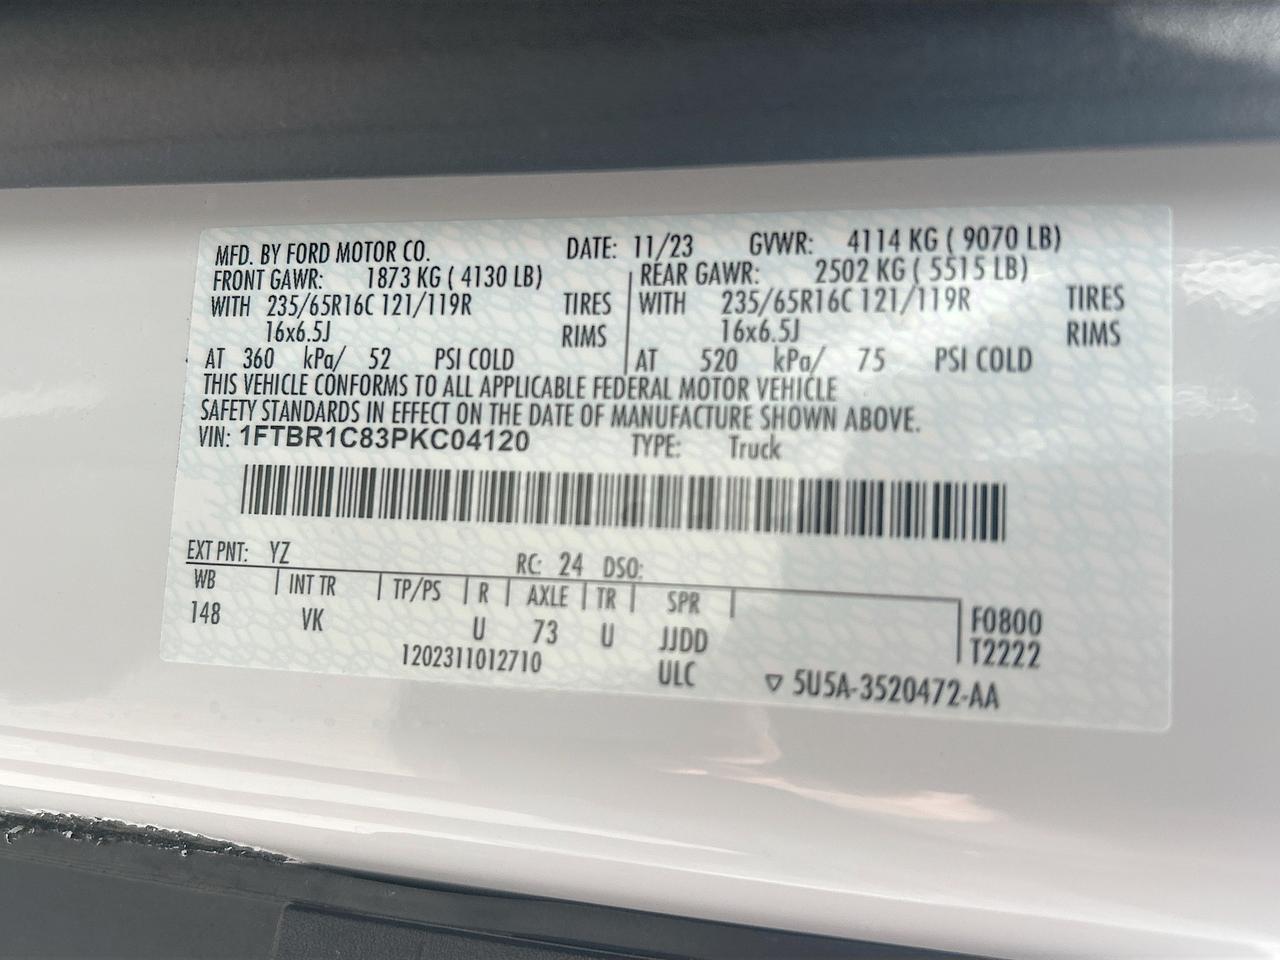 MFD. BY FORD MOTOR CO. DATE: 11/23 GVWR: 4114 KG ( 9070 LB)
FRONT GAWR: 1873 KG ( 4130 LB) REAR GAWR: 2502 KG ( 5515 LB)
WITH 235/65R16C 121/119R TIRES WITH 235/65R16C 121/119R TIRES
16x6.5J RIMS 16x6.5J RIMS
AT 360 kPa/ 52 PSI COLD AT 520 kPa/ 75 PSI COLD
THIS VEHICLE CONFORMS TO ALL APPLICABLE FEDERAL MOTOR VEHICLE
SAFETY STANDARDS IN EFFECT ON THE DATE OF MANUFACTURE SHOWN ABOVE.
VIN: 1FTBR1C83PKC04120 TYPE: Truck
EXT PNT: YZ RC: 24 DSO:
WB INT TR TP/PS R AXLE TR SPR
148 VK U 73 U JJDD F0800
1202311012710 ULC T2222
5U5A-3520472-AA